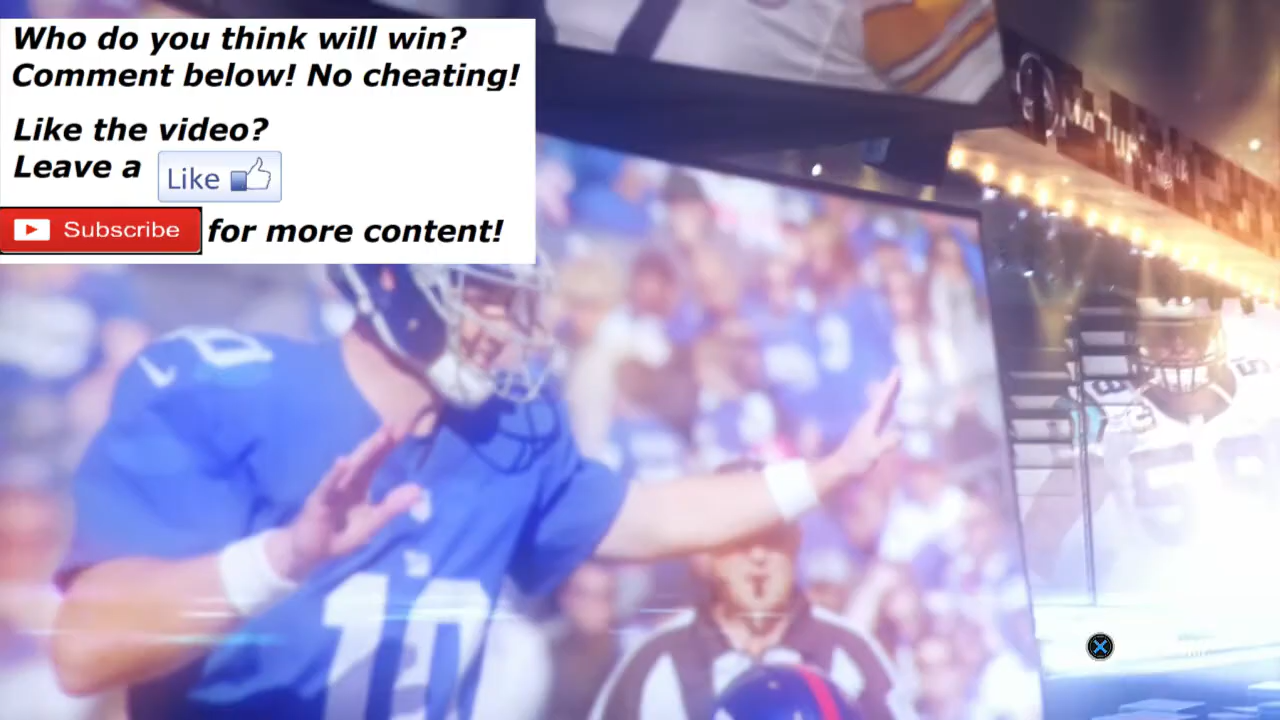 Who do you think will win?
Comment below! No cheating!
Like the video?
Leave a Like
Subscribe for more content!
10